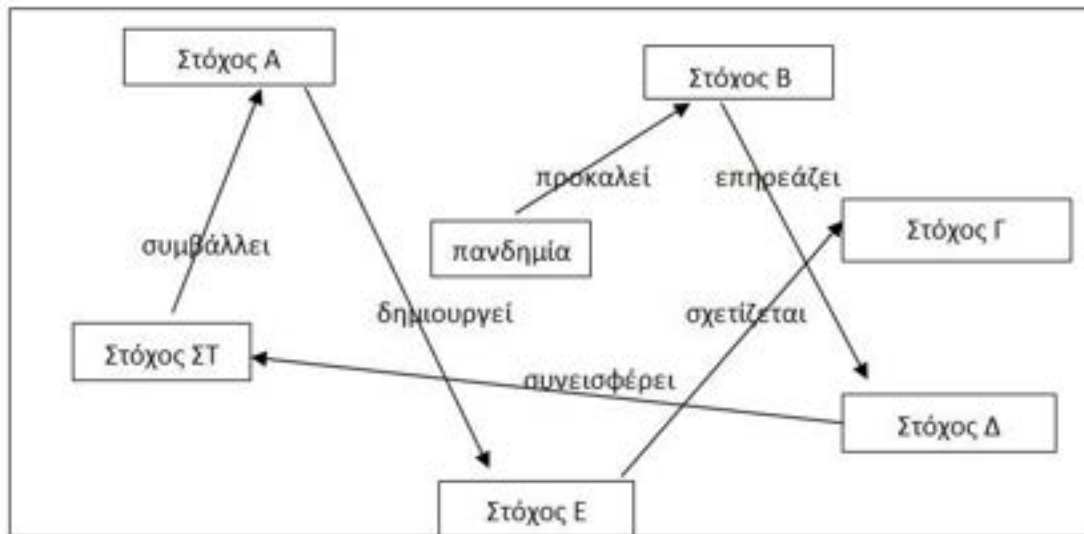 Στόχος Α
Στόχος Β
προκαλεί
επηρεάζει
Στόχος Γ
πανδημία
συμβάλλει
δημιουργεί
σχετίζεται
Στόχος ΣΤ
συνεισφέρει
Στόχος Δ
Στόχος Ε